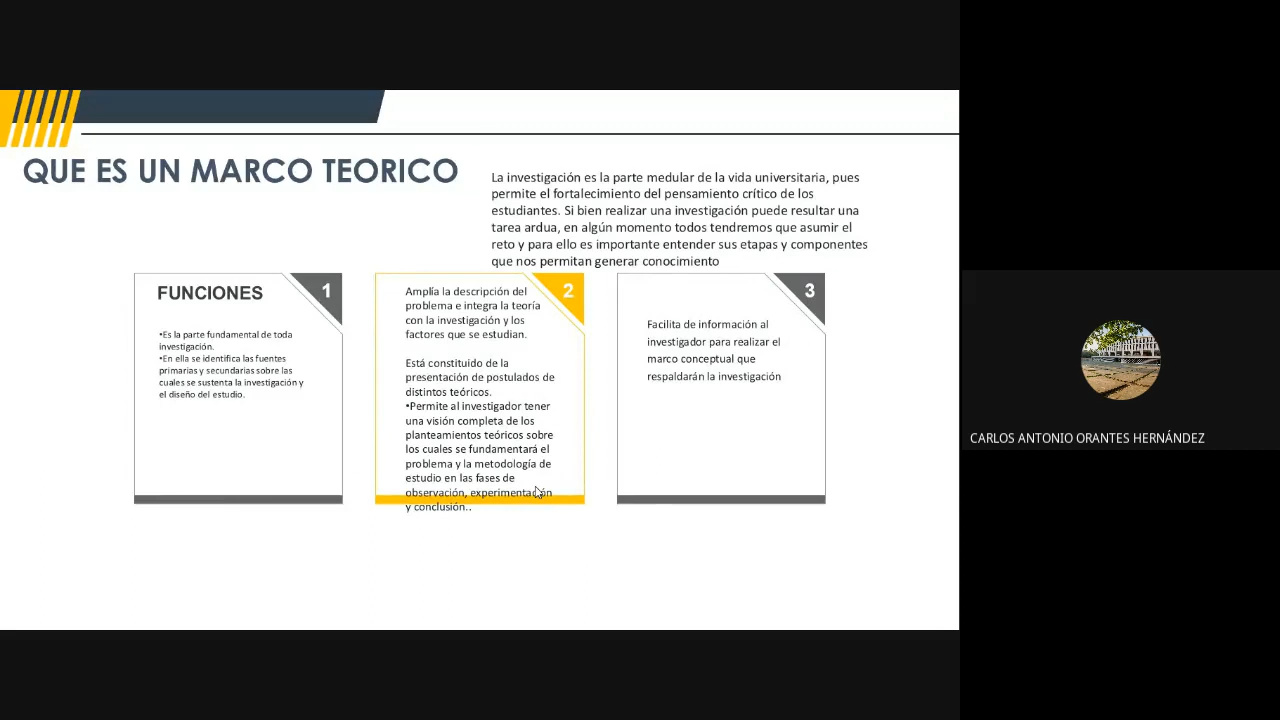 QUE ES UN MARCO TEORICO
La investigación es la parte medular de la vida universitaria, pues
permite el fortalecimiento del pensamiento crítico de los
estudiantes. Si bien realizar una investigación puede resultar una
tarea ardua, en algún momento todos tendremos que asumir el
reto y para ello es importante entender sus etapas y componentes
que nos permitan generar conocimiento
FUNCIONES
1
•Es la parte fundamental de toda
investigación.
•En ella se identifica las fuentes
primarias y secundarias sobre las
cuales se sustenta la investigación y
el diseño del estudio.
2
Amplía la descripción del
problema e integra la teoría
con la investigación y los
factores que se estudian.
Está constituido de la
presentación de postulados de
distintos teóricos.
•Permite al investigador tener
una visión completa de los
planteamientos teóricos sobre
los cuales se fundamentará el
problema y la metodología de
estudio en las fases de
observación, experimentación
y conclusión..
3
Facilita de información al
investigador para realizar el
marco conceptual que
respaldarán la investigación
CARLOS ANTONIO ORANTES HERNÁNDEZ